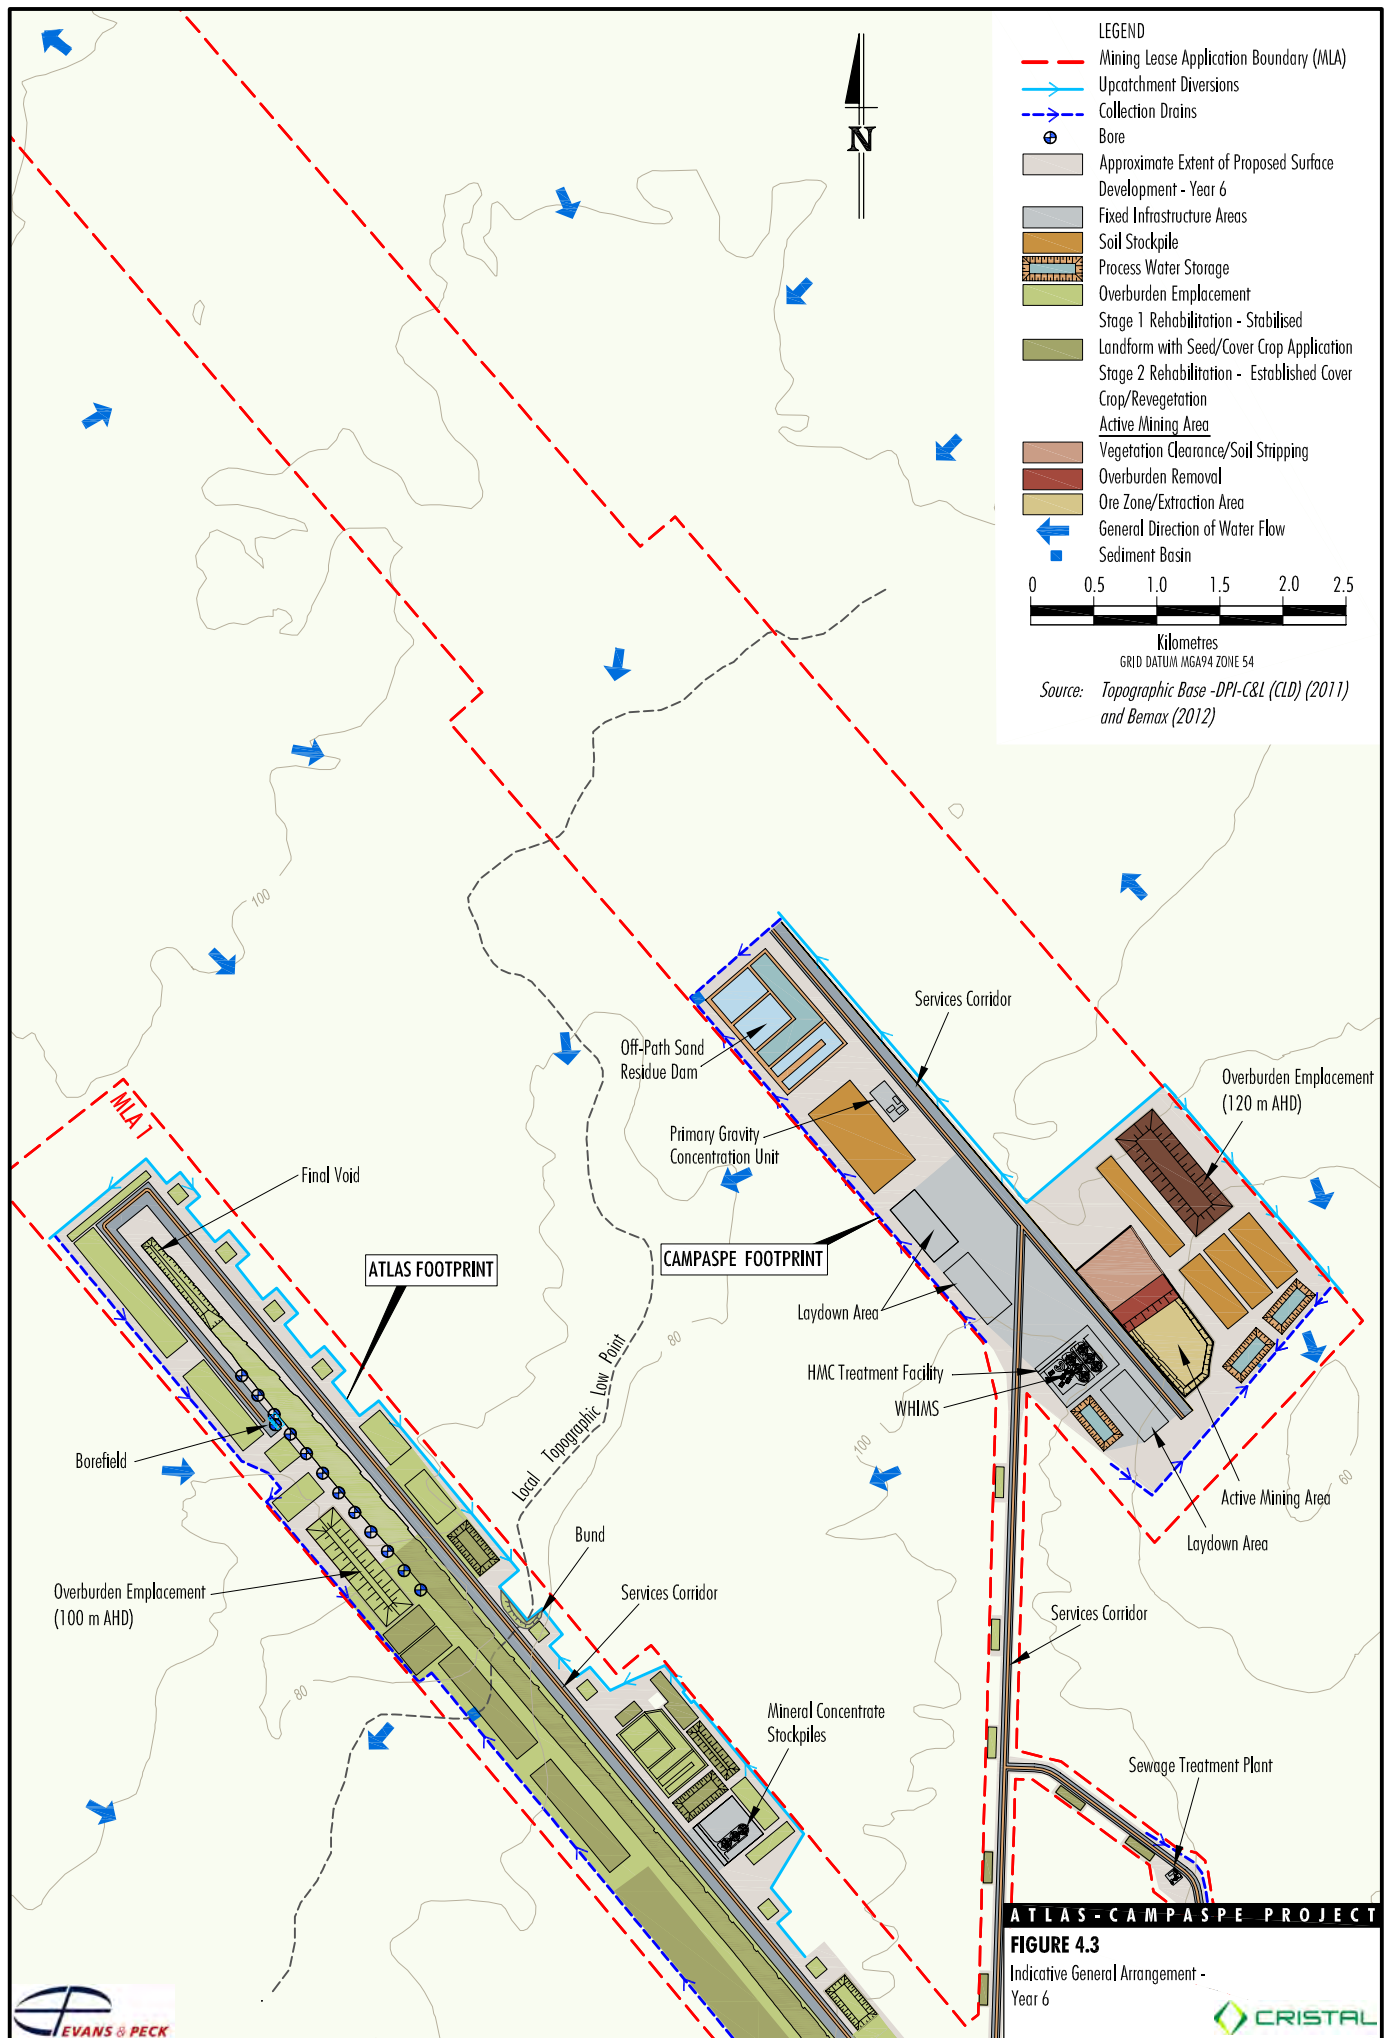 LEGEND
Mining Lease Application Boundary (MLA)
Upcatchment Diversions
Collection Drains
Bore
Approximate Extent of Proposed Surface
Development - Year 6
Fixed Infrastructure Areas
Soil Stockpile
Process Water Storage
Overburden Emplacement
Stage 1 Rehabilitation - Stabilised
Landform with Seed/Cover Crop Application
Stage 2 Rehabilitation - Established Cover
Crop/Revegetation
Active Mining Area
Vegetation Clearance/Soil Stripping
Overburden Removal
Ore Zone/Extraction Area
General Direction of Water Flow
Sediment Basin
0 0.5 1.0 1.5 2.0 2.5
Kilometres
GRID DATUM MGA94 ZONE 54
Source: Topographic Base -DPI-C&L (CLD) (2011)
and Bemax (2012)
N
100
Services Corridor
Off-Path Sand
Residue Dam
Overburden Emplacement
(120 m AHD)
MLA 1
Primary Gravity
Concentration Unit
Final Void
ATLAS FOOTPRINT
CAMPASPE FOOTPRINT
Laydown Area
80
Local Topographic Low Point
HMC Treatment Facility
WHIMS
Borefield
100
60
Active Mining Area
Laydown Area
Bund
Overburden Emplacement
(100 m AHD)
Services Corridor
Services Corridor
80
Mineral Concentrate
Stockpiles
Sewage Treatment Plant
ATLAS-CAMPASPE PROJECT
FIGURE 4.3
Indicative General Arrangement -
Year 6
EVANS & PECK
CRISTAL